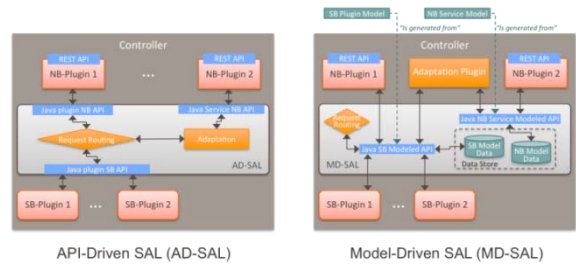 SB Plugin Model
NB Service Model
"Is generated from"
"Is generated from"
Controller
REST API
NB-Plugin 1
...
REST API
NB-Plugin 2
Java plugin NB API
Java Service NB API
Request Routing
Adaptation
Java plugin SB API
AD-SAL
SB-Plugin 1
...
SB-Plugin 2
API-Driven SAL (AD-SAL)
Controller
REST API
NB-Plugin 1
Adaptation Plugin
REST API
NB-Plugin 2
Java NB Service Modeled API
Request
Routing
Java SB Modeled API
SB Model
Data
NB Model
Data
Data Store
MD-SAL
SB-Plugin 1
...
SB-Plugin 2
Model-Driven SAL (MD-SAL)